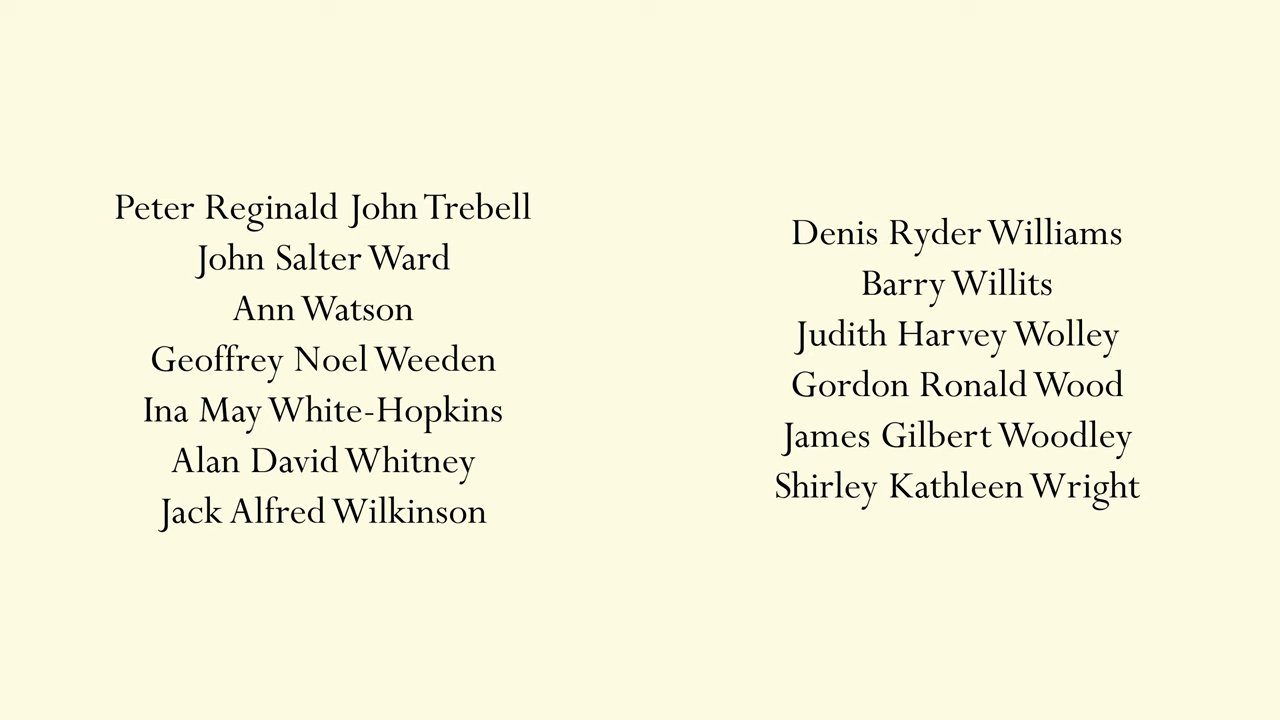 Peter Reginald John Trebell
John Salter Ward
Ann Watson
Geoffrey Noel Weeden
Ina May White-Hopkins
Alan David Whitney
Jack Alfred Wilkinson
Denis Ryder Williams
Barry Willits
Judith Harvey Wolley
Gordon Ronald Wood
James Gilbert Woodley
Shirley Kathleen Wright